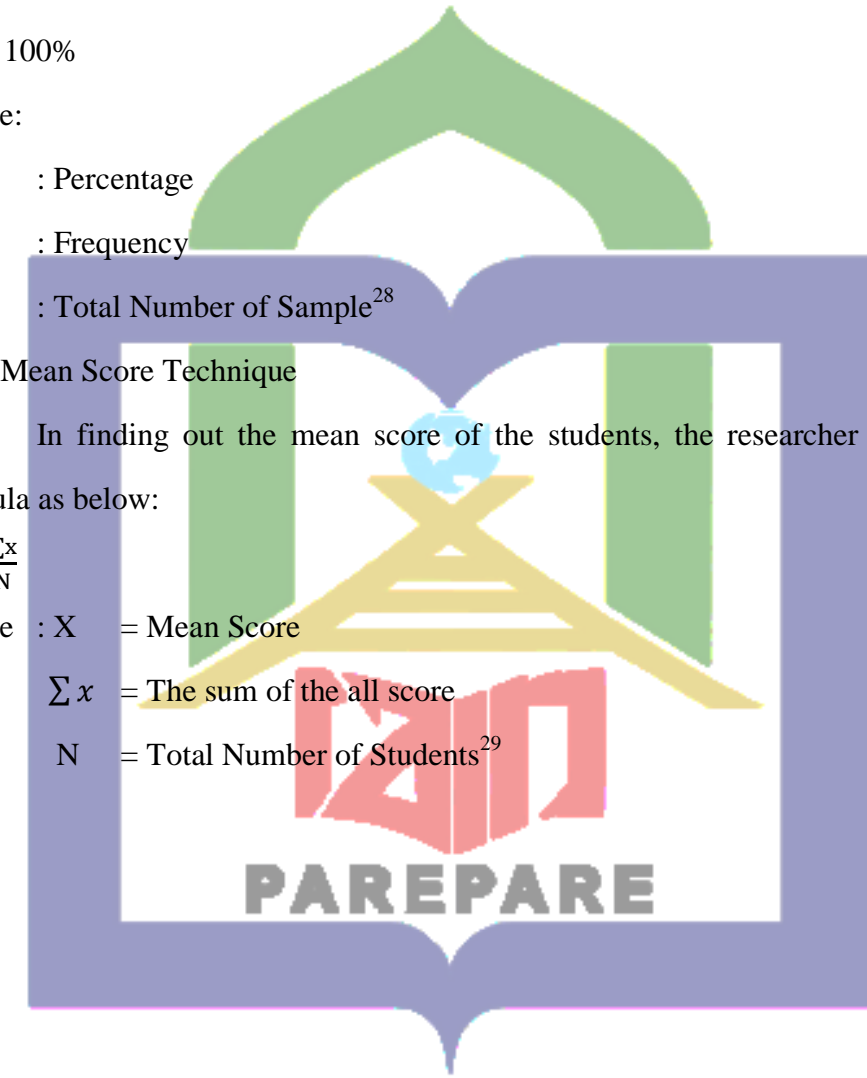 100%
e:
: Percentage
: Frequency
: Total Number of Sample28
Mean Score Technique
In finding out the mean score of the students, the researcher
ula as below:
∑x
N
e : X = Mean Score
∑ x = The sum of the all score
N = Total Number of Students29
PAREPARE